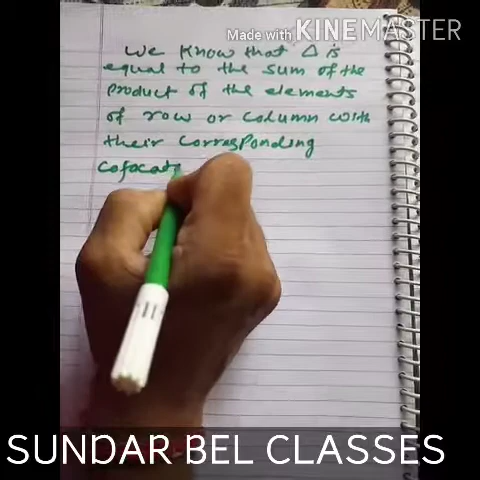 Made with KINEMASTER
We know that Δ is
equal to the sum of the
product of the elements
of row or column with
their corresponding
cofocat
SUNDAR BEL CLASSES